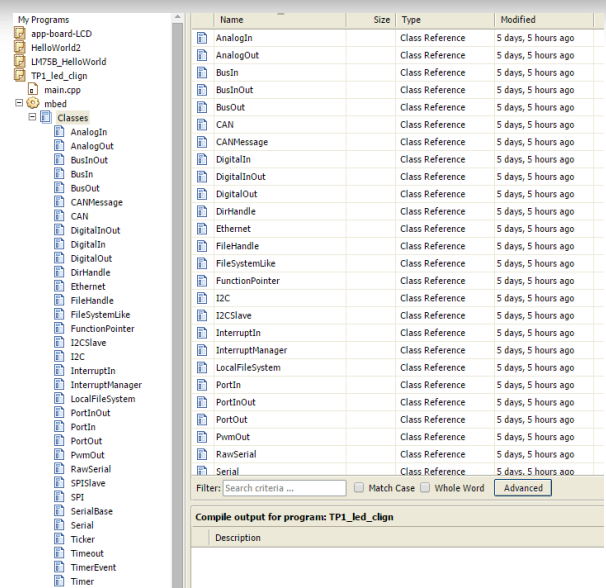 My Programs
app-board-LCD
HelloWorld2
LM75B_HelloWorld
TP1_led_clign
main.cpp
mbed
Classes
AnalogIn
AnalogOut
BusInOut
BusIn
BusOut
CANMessage
CAN
DigitalInOut
DigitalIn
DigitalOut
DirHandle
Ethernet
FileHandle
FileSystemLike
FunctionPointer
I2CSlave
I2C
InterruptIn
InterruptManager
LocalFileSystem
PortInOut
PortIn
PortOut
PwmOut
RawSerial
SPISlave
SPI
SerialBase
Serial
Ticker
Timeout
TimerEvent
Timer
Name Size Type Modified
AnalogIn Class Reference 5 days, 5 hours ago
AnalogOut Class Reference 5 days, 5 hours ago
BusIn Class Reference 5 days, 5 hours ago
BusInOut Class Reference 5 days, 5 hours ago
BusOut Class Reference 5 days, 5 hours ago
CAN Class Reference 5 days, 5 hours ago
CANMessage Class Reference 5 days, 5 hours ago
DigitalIn Class Reference 5 days, 5 hours ago
DigitalInOut Class Reference 5 days, 5 hours ago
DigitalOut Class Reference 5 days, 5 hours ago
DirHandle Class Reference 5 days, 5 hours ago
Ethernet Class Reference 5 days, 5 hours ago
FileHandle Class Reference 5 days, 5 hours ago
FileSystemLike Class Reference 5 days, 5 hours ago
FunctionPointer Class Reference 5 days, 5 hours ago
I2C Class Reference 5 days, 5 hours ago
I2CSlave Class Reference 5 days, 5 hours ago
InterruptIn Class Reference 5 days, 5 hours ago
InterruptManager Class Reference 5 days, 5 hours ago
LocalFileSystem Class Reference 5 days, 5 hours ago
PortIn Class Reference 5 days, 5 hours ago
PortInOut Class Reference 5 days, 5 hours ago
PortOut Class Reference 5 days, 5 hours ago
PwmOut Class Reference 5 days, 5 hours ago
RawSerial Class Reference 5 days, 5 hours ago
Serial Class Reference 5 days, 5 hours ago
Filter: Search criteria ... Match Case Whole Word Advanced
Compile output for program: TP1_led_clign
Description